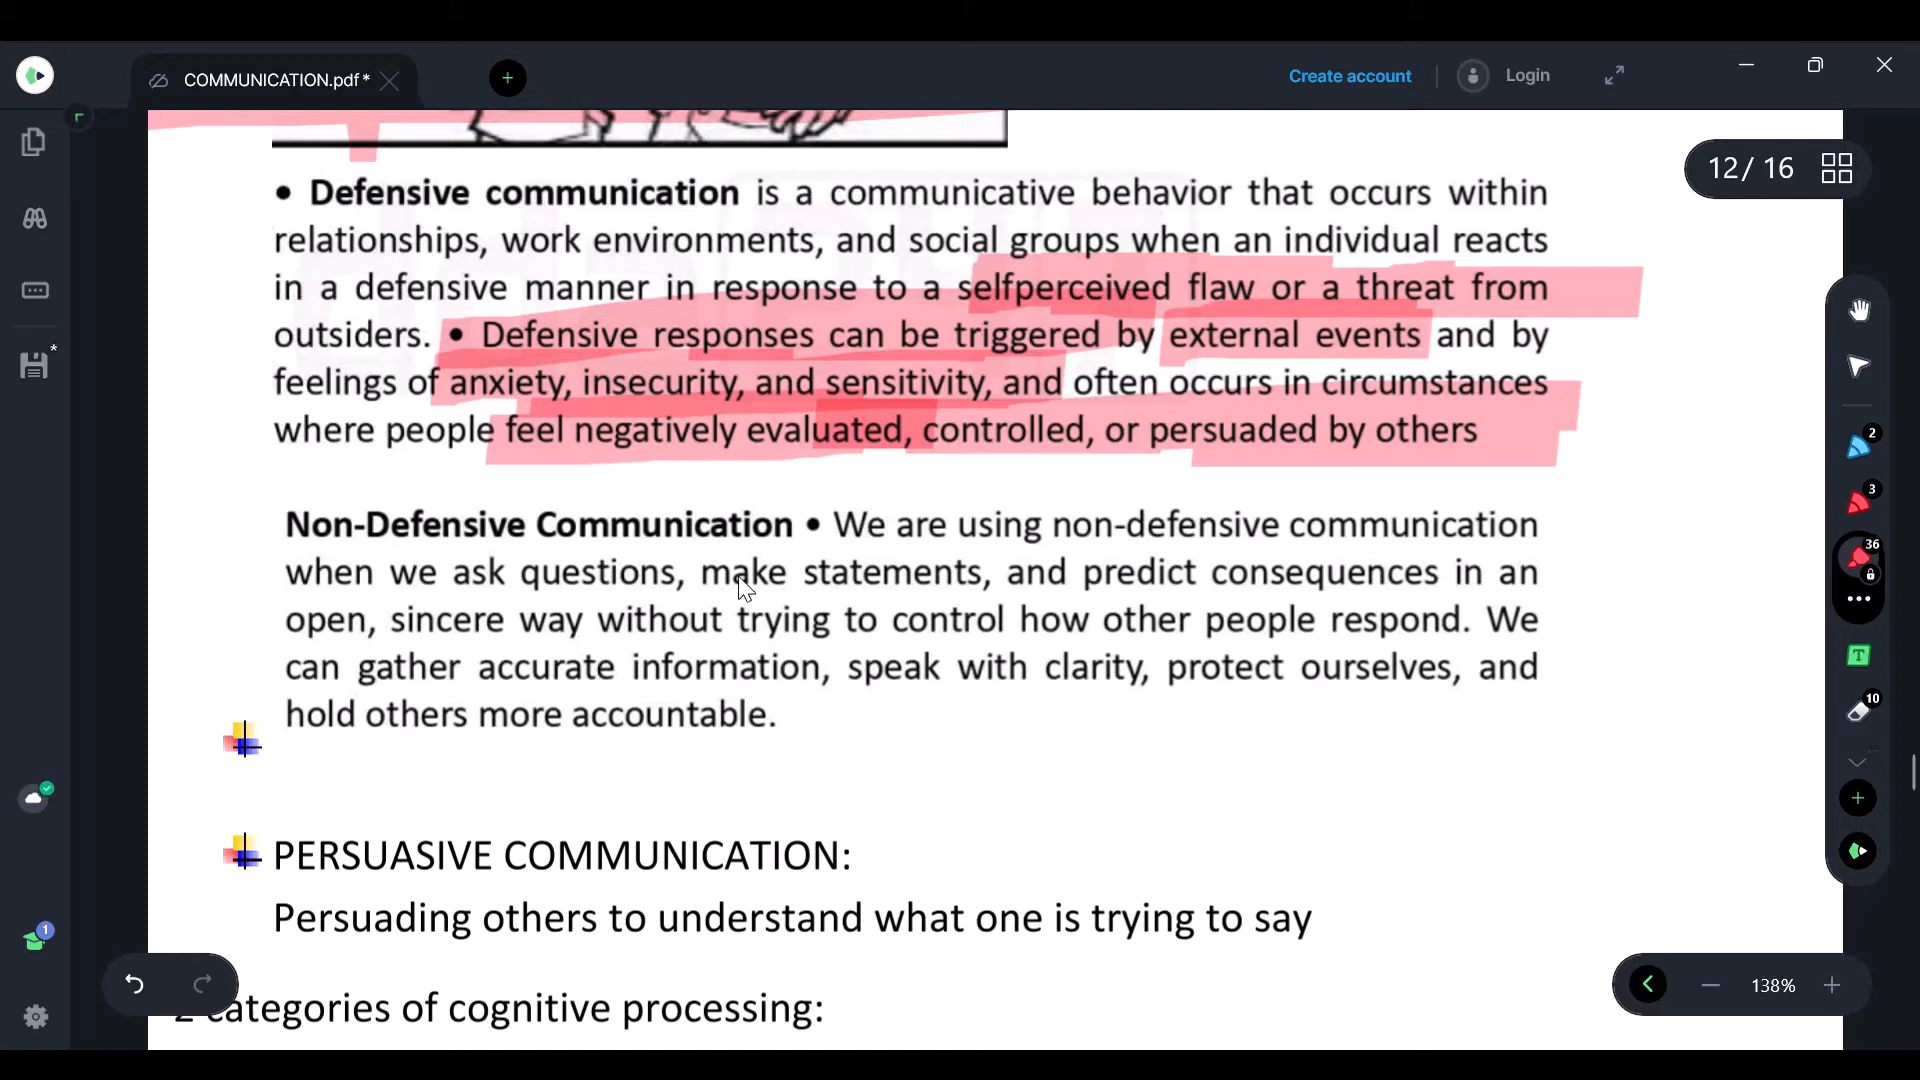 COMMUNICATION.pdf *
Create account
Login
12/ 16
• Defensive communication is a communicative behavior that occurs within
relationships, work environments, and social groups when an individual reacts
in a defensive manner in response to a selfperceived flaw or a threat from
outsiders. • Defensive responses can be triggered by external events and by
feelings of anxiety, insecurity, and sensitivity, and often occurs in circumstances
where people feel negatively evaluated, controlled, or persuaded by others
Non-Defensive Communication • We are using non-defensive communication
when we ask questions, make statements, and predict consequences in an
open, sincere way without trying to control how other people respond. We
can gather accurate information, speak with clarity, protect ourselves, and
hold others more accountable.
PERSUASIVE COMMUNICATION:
Persuading others to understand what one is trying to say
2 categories of cognitive processing:
2
3
36
T
10
1
138%